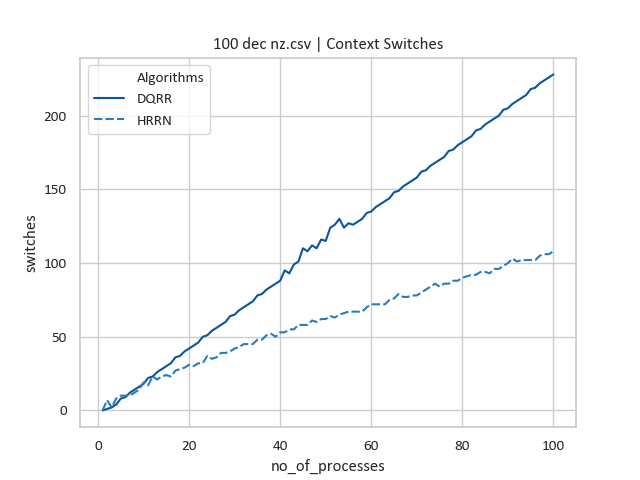 100 dec nz.csv | Context Switches
Algorithms
DQRR
HRRN
switches
200
150
100
50
0
0 20 40 60 80 100
no_of_processes